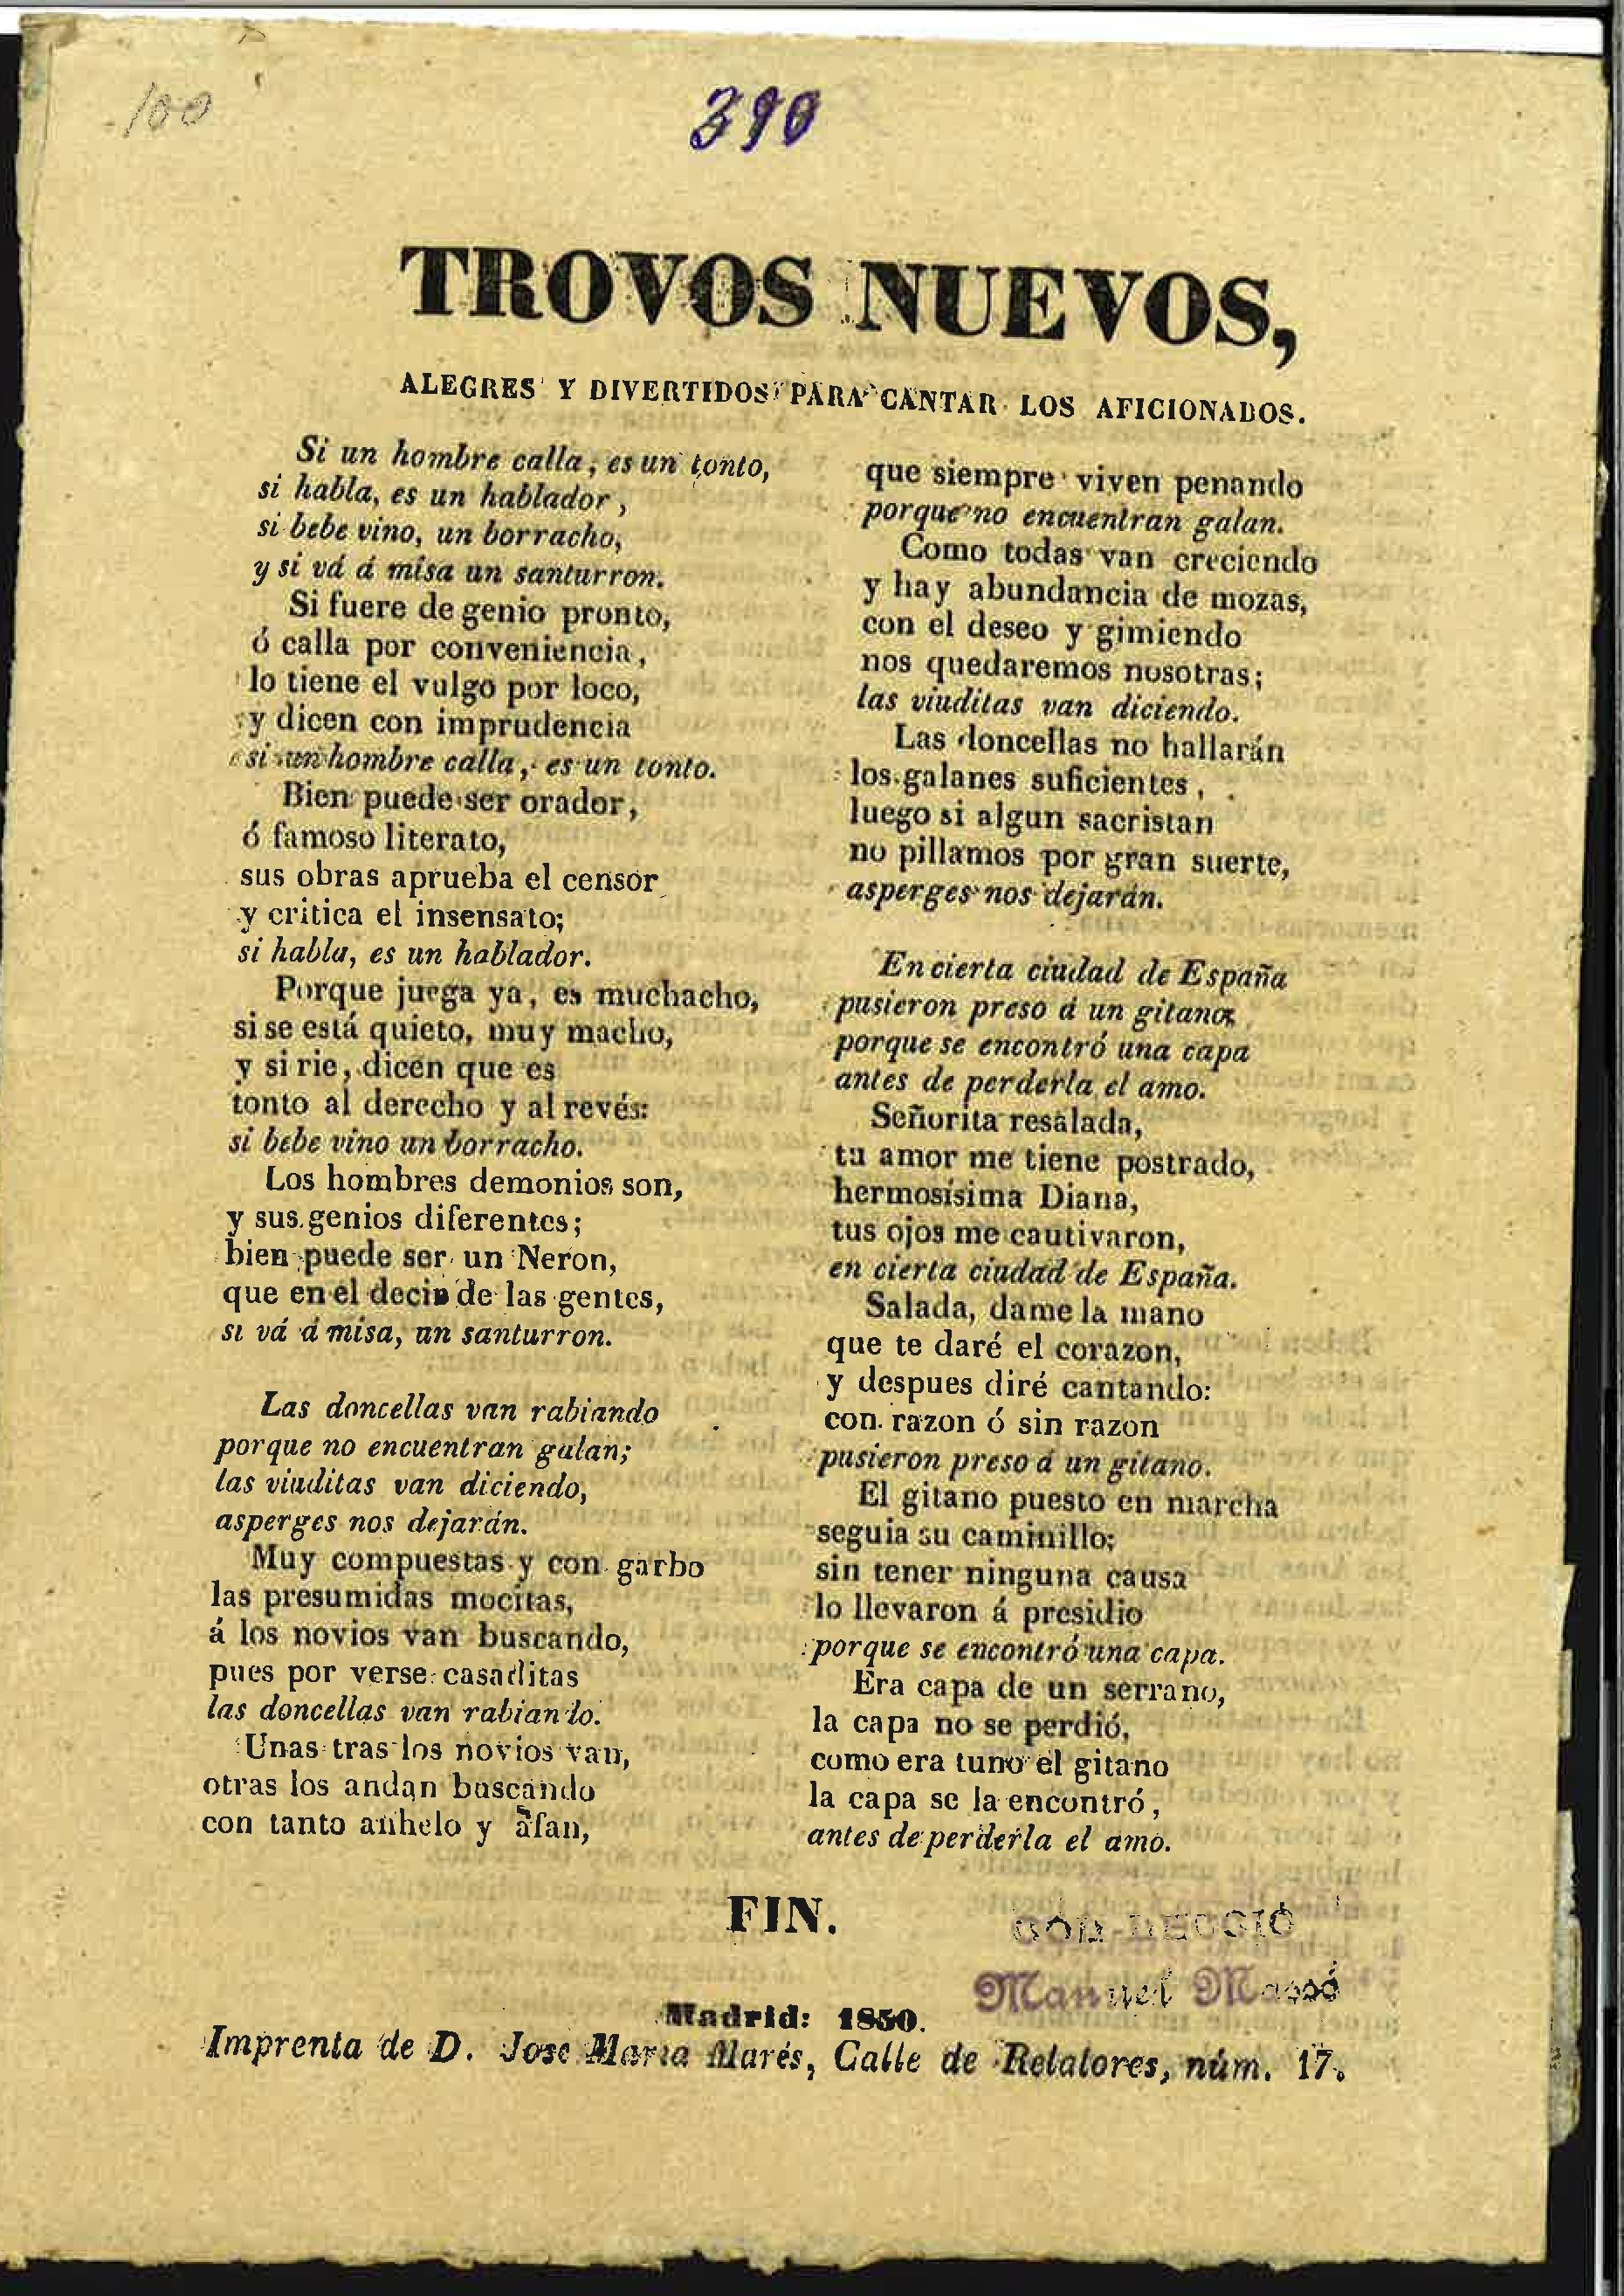 100
390
TROVOS NUEVOS,
ALEGRES Y DIVERTIDOS PARA CANTAR LOS AFICIONADOS.
Si un hombre calla, es un tonto,
si habla, es un hablador,
si bebe vino, un borracho,
y si vá á misa un santurron.
Si fuere de genio pronto,
ó calla por conveniencia,
lo tiene el vulgo por loco,
y dicen con imprudencia
si un hombre calla, es un tonto.
Bien puede ser orador,
ó famoso literato,
sus obras aprueba el censor
y critica el insensato;
si habla, es un hablador.
Porque juega ya, es muchacho,
si se está quieto, muy macho,
y si rie, dicen que es
tonto al derecho y al revés:
si bebe vino un borracho.
Los hombres demonios son,
y sus genios diferentes;
bien puede ser un Neron,
que en el decir de las gentes,
si vá á misa, un santurron.
Las doncellas van rabiando
porque no encuentran galan;
las viuditas van diciendo,
asperges nos dejarán.
Muy compuestas y con garbo
las presumidas mocitas,
á los novios van buscando,
pues por verse casaditas
las doncellas van rabiando.
Unas tras los novios van,
otras los andan buscando
con tanto anhelo y afan,
que siempre viven penando
porque no encuentran galan.
Como todas van creciendo
y hay abundancia de mozas,
con el deseo y gimiendo
nos quedaremos nosotras;
las viuditas van diciendo.
Las doncellas no hallarán
los galanes suficientes,
luego si algun sacristan
no pillamos por gran suerte,
asperges nos dejarán.
En cierta ciudad de España
pusieron preso á un gitano
porque se encontró una capa
antes de perderla el amo.
Señorita resalada,
tu amor me tiene postrado,
hermosísima Diana,
tus ojos me cautivaron,
en cierta ciudad de España.
Salada, dame la mano
que te daré el corazon,
y despues diré cantando:
con razon ó sin razon
pusieron preso á un gitano.
El gitano puesto en marcha
seguia su caminillo;
sin tener ninguna causa
lo llevaron á presidio
porque se encontró una capa.
Era capa de un serrano,
la capa no se perdió,
como era tuno el gitano
la capa se la encontró,
antes de perderla el amo.
FIN.
Manuel Massó
Madrid: 1850.
Imprenta de D. Jose Maria Marés, Calle de Relatores, núm. 17.